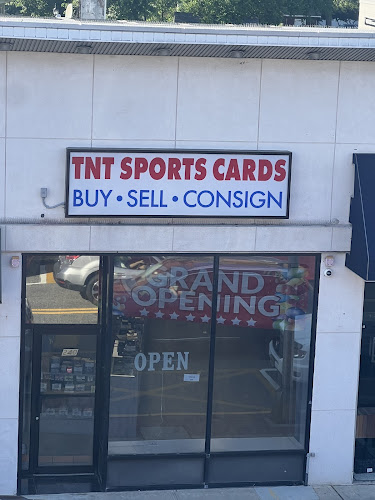 TNT SPORTS CARDS
BUY • SELL • CONSIGN
GRAND
OPENING
OPEN